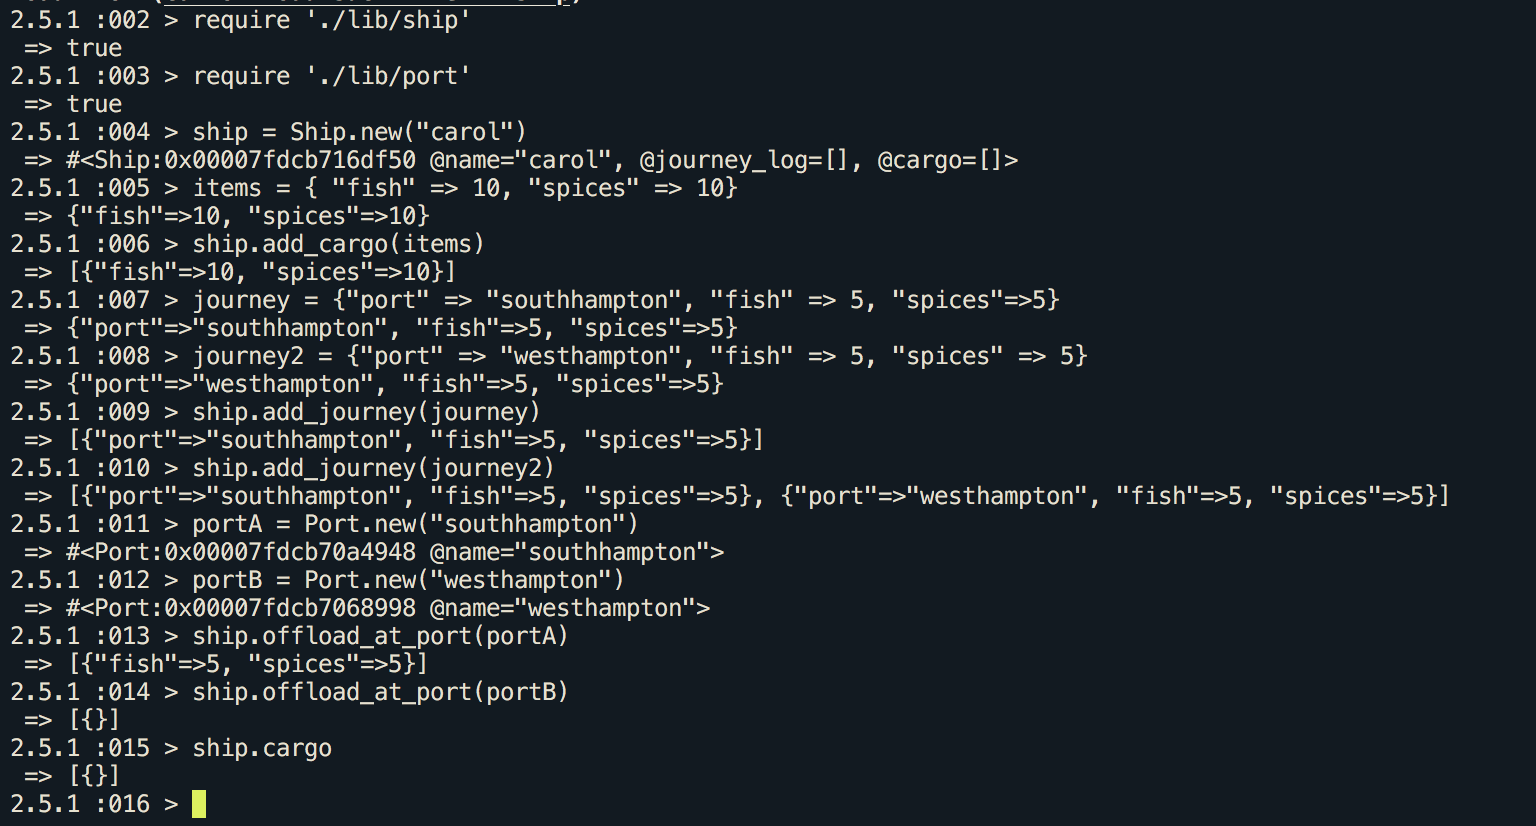 2.5.1 :002 > require './lib/ship'
=> true
2.5.1 :003 > require './lib/port'
=> true
2.5.1 :004 > ship = Ship.new("carol")
=> #<Ship:0x00007fdcb716df50 @name="carol", @journey_log=[], @cargo=[]>
2.5.1 :005 > items = { "fish" => 10, "spices" => 10}
=> {"fish"=>10, "spices"=>10}
2.5.1 :006 > ship.add_cargo(items)
=> [{"fish"=>10, "spices"=>10}]
2.5.1 :007 > journey = {"port" => "southhampton", "fish" => 5, "spices"=>5}
=> {"port"=>"southhampton", "fish"=>5, "spices"=>5}
2.5.1 :008 > journey2 = {"port" => "westhampton", "fish" => 5, "spices" => 5}
=> {"port"=>"westhampton", "fish"=>5, "spices"=>5}
2.5.1 :009 > ship.add_journey(journey)
=> [{"port"=>"southhampton", "fish"=>5, "spices"=>5}]
2.5.1 :010 > ship.add_journey(journey2)
=> [{"port"=>"southhampton", "fish"=>5, "spices"=>5}, {"port"=>"westhampton", "fish"=>5, "spices"=>5}]
2.5.1 :011 > portA = Port.new("southhampton")
=> #<Port:0x00007fdcb70a4948 @name="southhampton">
2.5.1 :012 > portB = Port.new("westhampton")
=> #<Port:0x00007fdcb7068998 @name="westhampton">
2.5.1 :013 > ship.offload_at_port(portA)
=> [{"fish"=>5, "spices"=>5}]
2.5.1 :014 > ship.offload_at_port(portB)
=> [{}]
2.5.1 :015 > ship.cargo
=> [{}]
2.5.1 :016 >